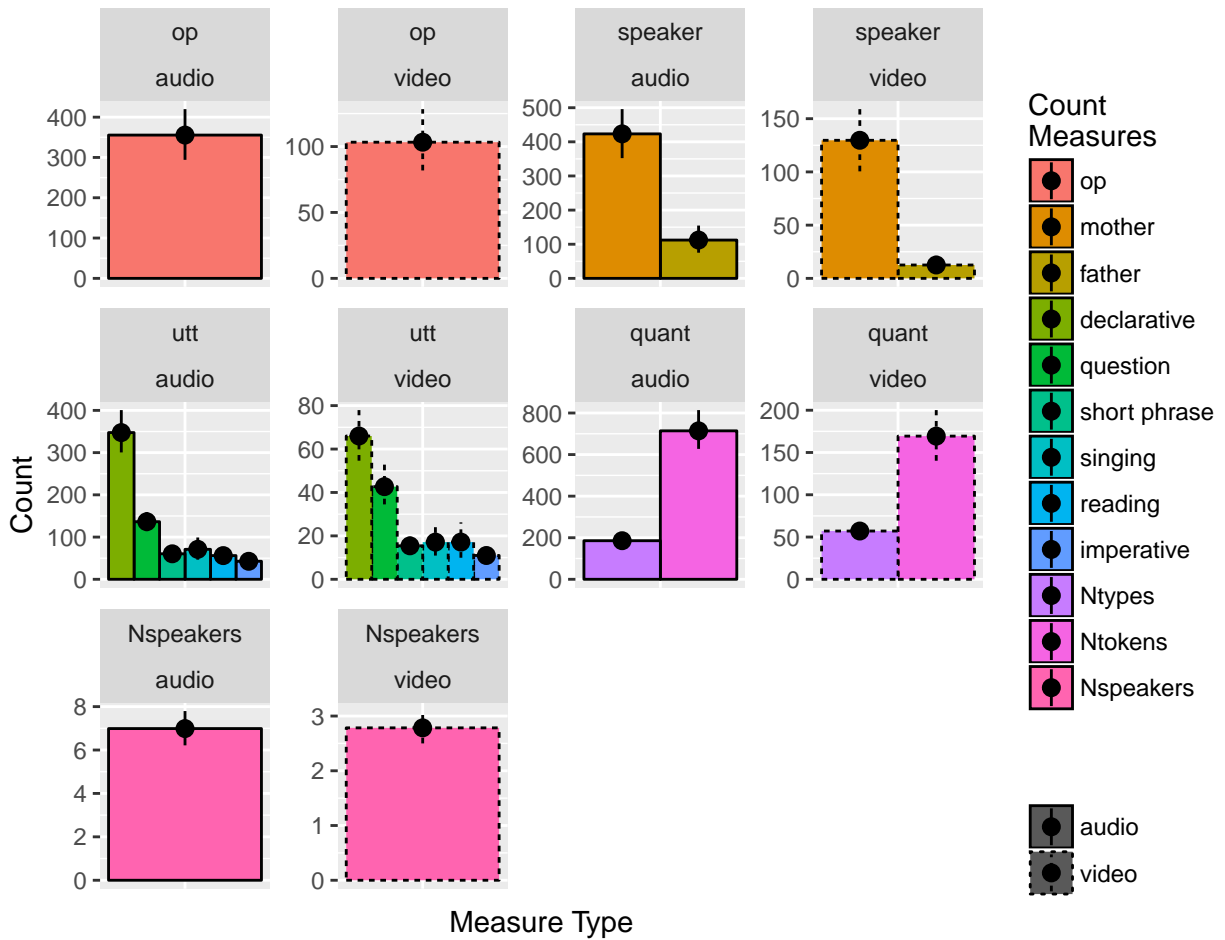 op
op
speaker
speaker
audio
video
audio
video
400
300
200
100
0
100
50
0
500
400
300
200
100
0
150
100
50
0
utt
utt
quant
quant
audio
video
audio
video
400
300
200
100
0
80
60
40
20
0
800
600
400
200
0
200
150
100
50
0
Nspeakers
Nspeakers
audio
video
8
6
4
2
0
3
2
1
0
Count
Measure Type
Count
Measures
op
mother
father
declarative
question
short phrase
singing
reading
imperative
Ntypes
Ntokens
Nspeakers
audio
video